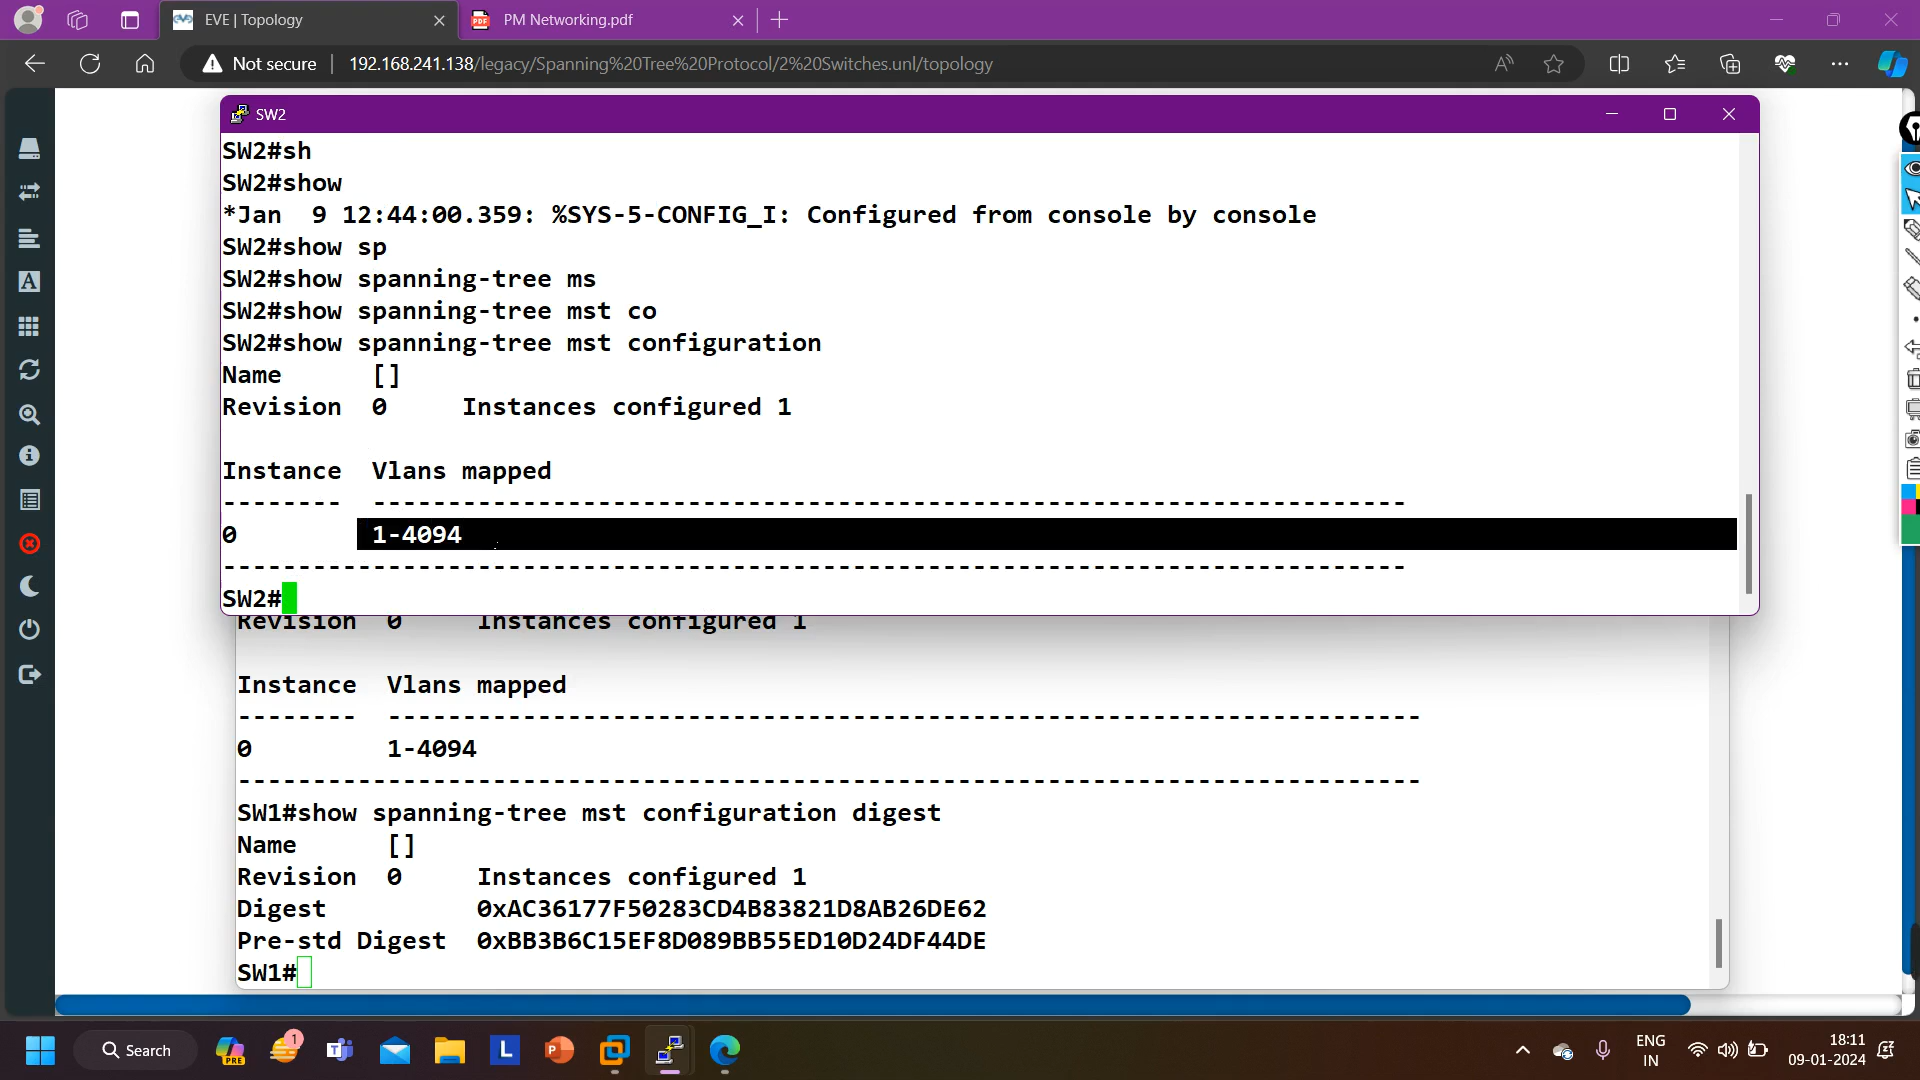 EVE | Topology
PM Networking.pdf
Not secure
192.168.241.138/legacy/Spanning%20Tree%20Protocol/2%20Switches.unl/topology
SW2
SW2#sh
SW2#show
*Jan  9 12:44:00.359: %SYS-5-CONFIG_I: Configured from console by console
SW2#show sp
SW2#show spanning-tree ms
SW2#show spanning-tree mst co
SW2#show spanning-tree mst configuration
Name      []
Revision  0     Instances configured 1
Instance  Vlans mapped
--------  ---------------------------------------------------------------------
0         1-4094
-------------------------------------------------------------------------------
SW2#
Revision  0     Instances configured 1
Instance  Vlans mapped
--------  ---------------------------------------------------------------------
0         1-4094
-------------------------------------------------------------------------------
SW1#show spanning-tree mst configuration digest
Name      []
Revision  0     Instances configured 1
Digest          0xAC36177F50283CD4B83821D8AB26DE62
Pre-std Digest  0xBB3B6C15EF8D089BB55ED10D24DF44DE
SW1#
Search
PRE
1
ENG
IN
18:11
09-01-2024